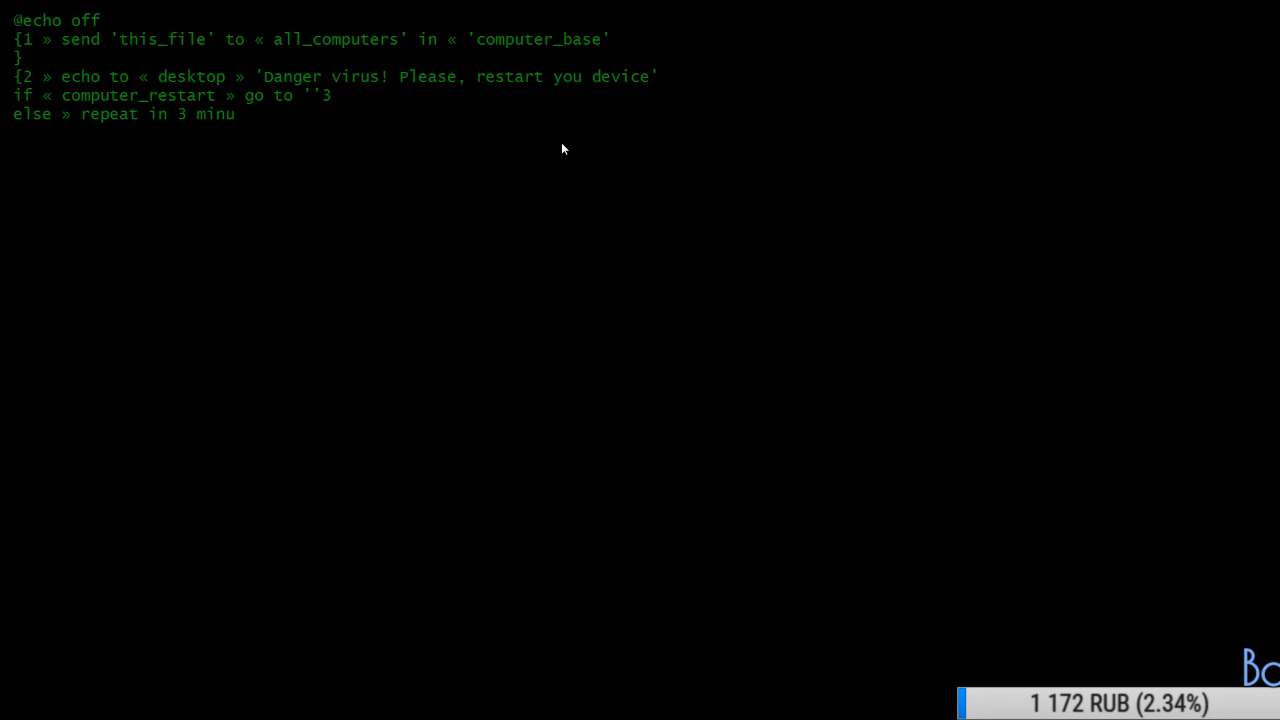 @echo off
{1 » send 'this_file' to « all_computers' in « 'computer_base'
}
{2 » echo to « desktop » 'Danger virus! Please, restart you device'
if « computer_restart » go to ''3
else » repeat in 3 minu
1 172 RUB (2.34%)